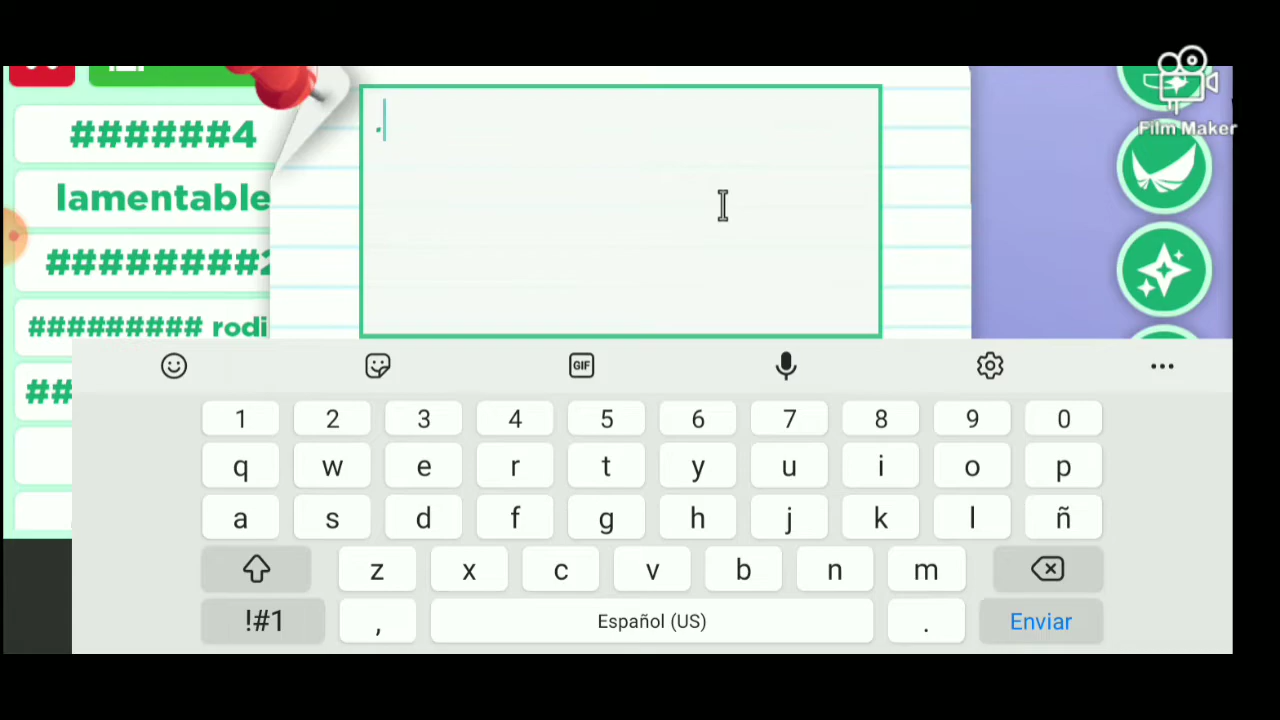 ######4
lamentable
########2
######### rodi
##
.
Film Maker
GIF
1 2 3 4 5 6 7 8 9 0
q w e r t y u i o p
a s d f g h j k l ñ
z x c v b n m
!#1 , Español (US) . Enviar